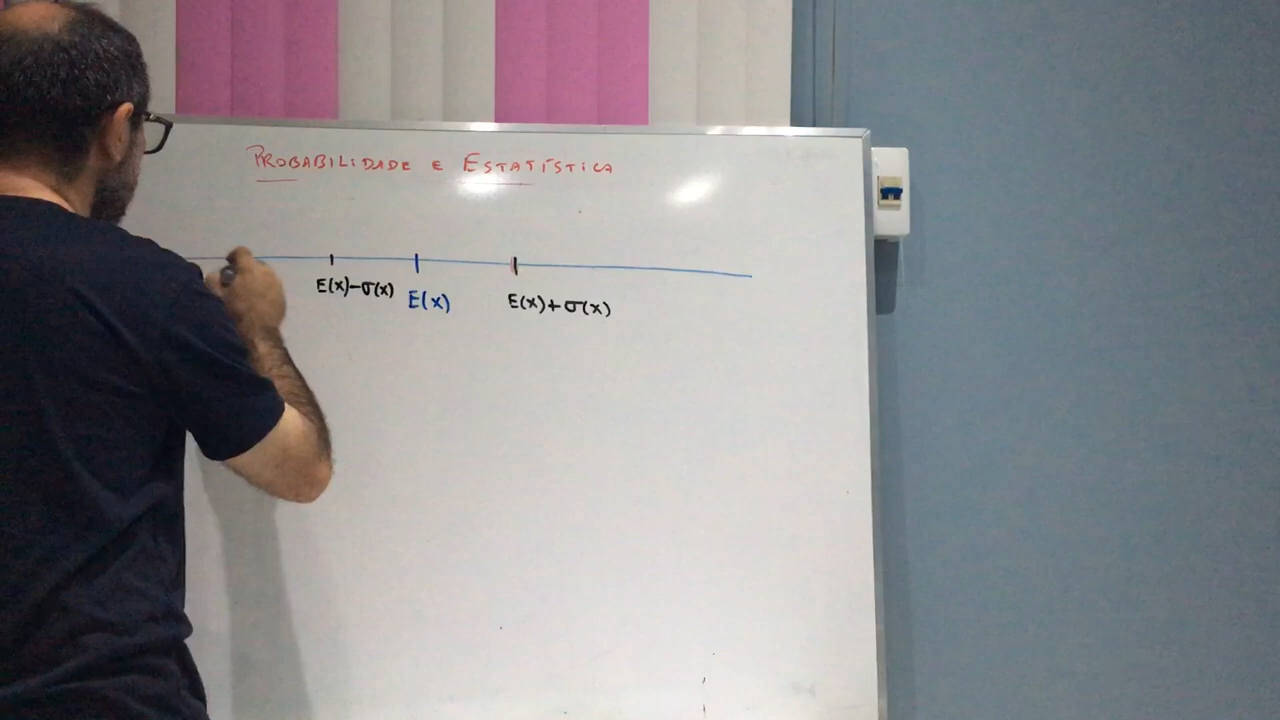 PROBABILIDADE E ESTATÍSTICA
E(x)-σ(x) E(x) E(x)+σ(x)